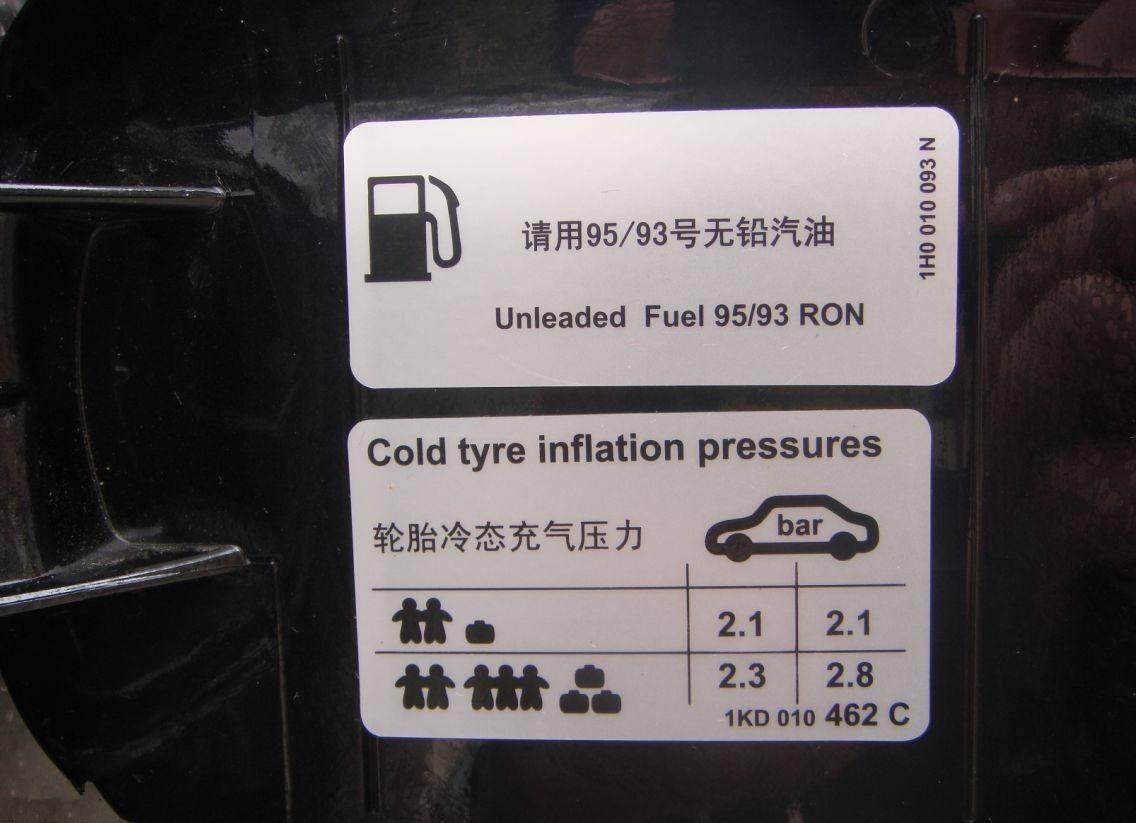 请用95/93号无铅汽油
Unleaded Fuel 95/93 RON
1H0 010 093 N
Cold tyre inflation pressures
轮胎冷态充气压力
bar
2.1 2.1
2.3 2.8
1KD 010 462 C